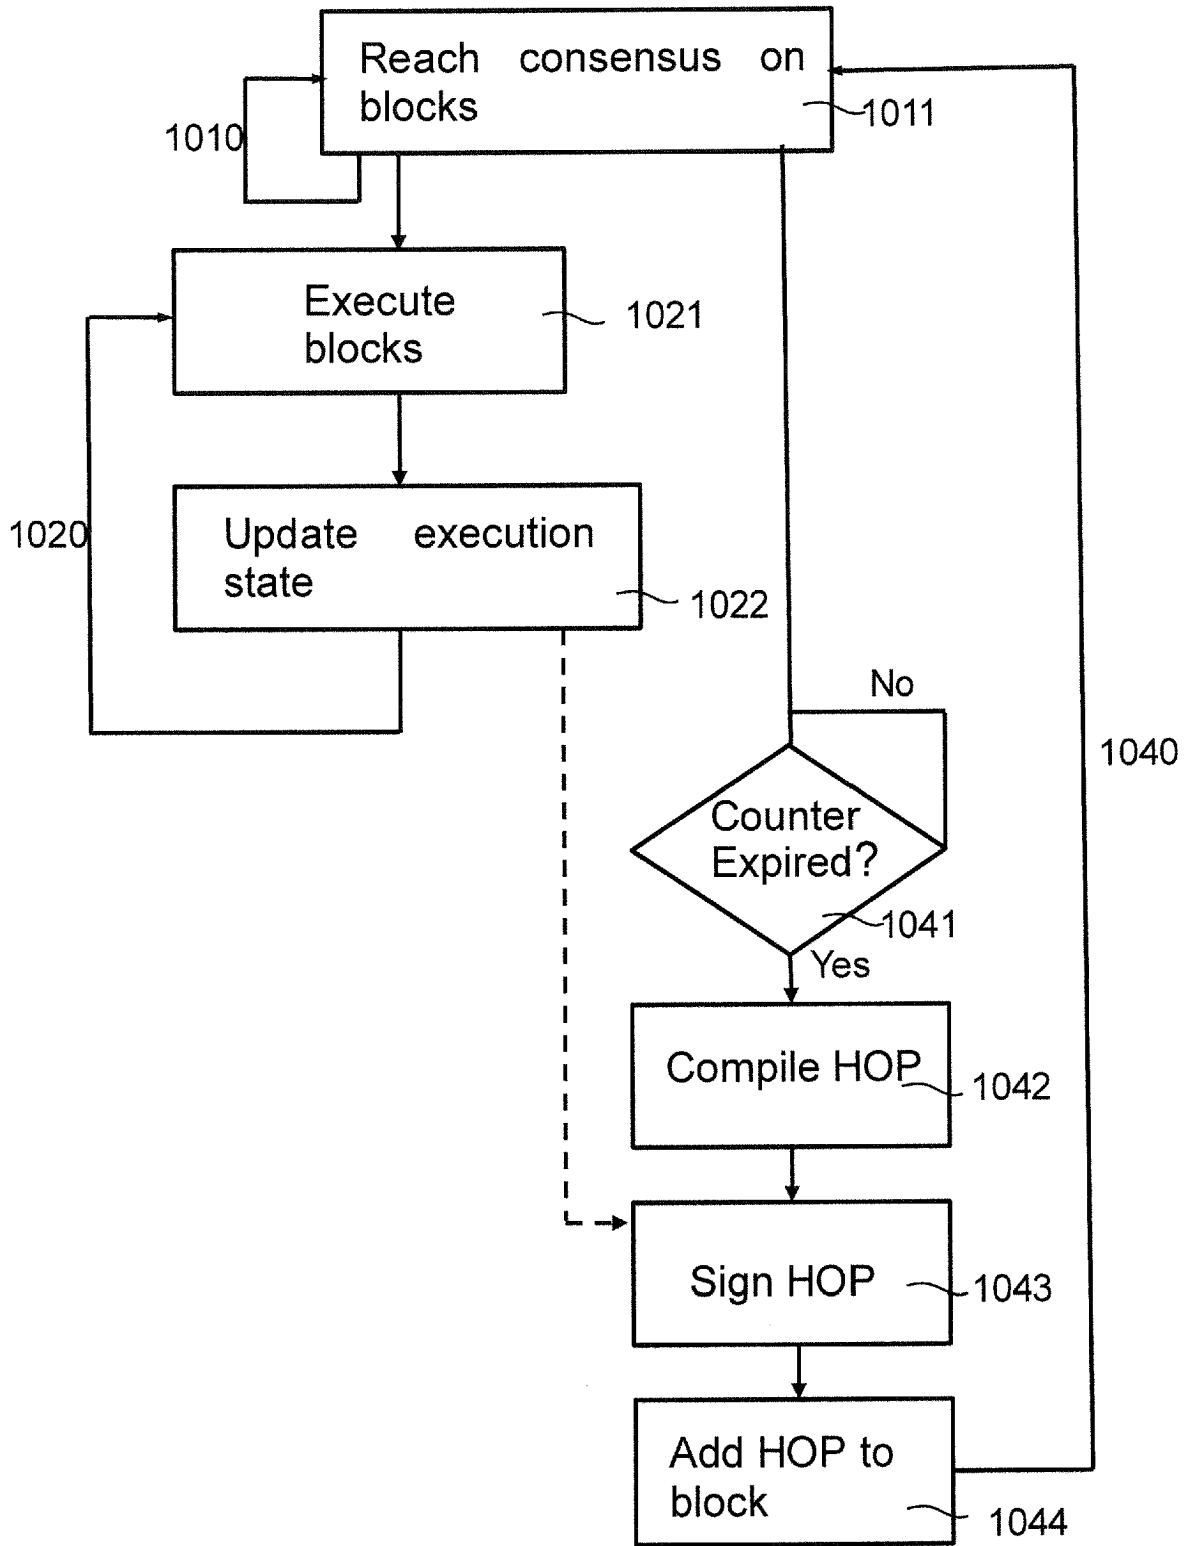 Reach consensus on
blocks
1011
1010
Execute
blocks
1021
Update execution
state
1020
1022
No
1040
Counter
Expired?
1041
Yes
Compile HOP
1042
Sign HOP
1043
Add HOP to
block
1044